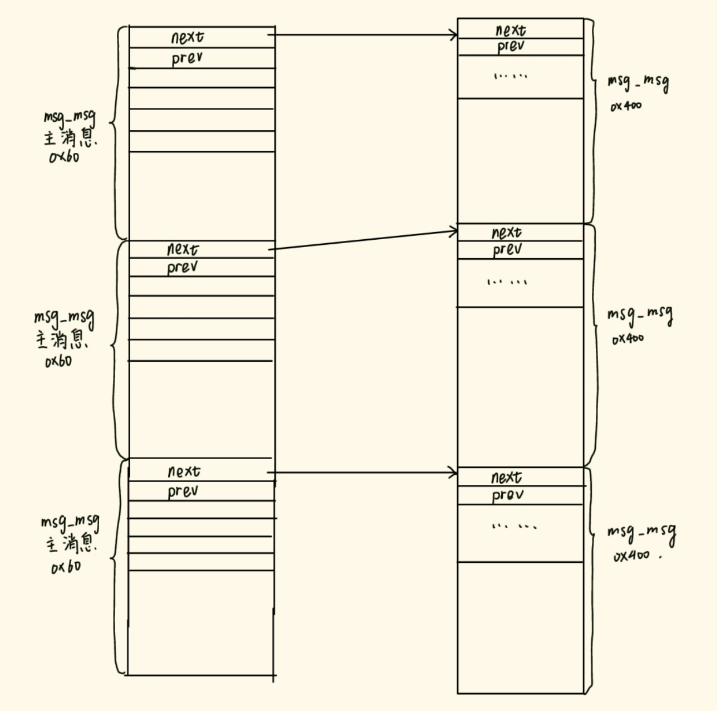 next
prev
msg_msg
主消息
0x60
next
prev
... ...
msg_msg
0x400
next
prev
msg_msg
主消息
0x60
next
prev
... ...
msg_msg
0x400
next
prev
msg_msg
主消息
0x60
next
prev
... ...
msg_msg
0x400.